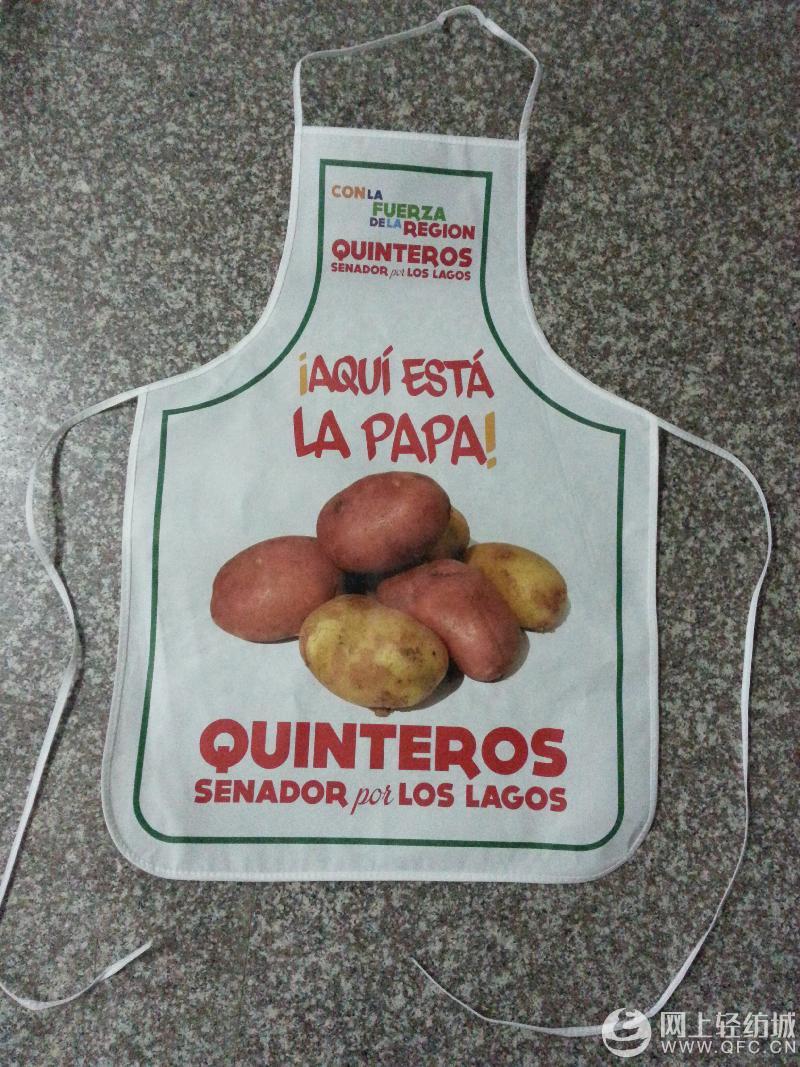 CON LA
FUERZA
DE LA REGION
QUINTEROS
SENADOR por LOS LAGOS
¡AQUÍ ESTÁ
LA PAPA!
QUINTEROS
SENADOR por LOS LAGOS
网上轻纺城
WWW.QFC.CN